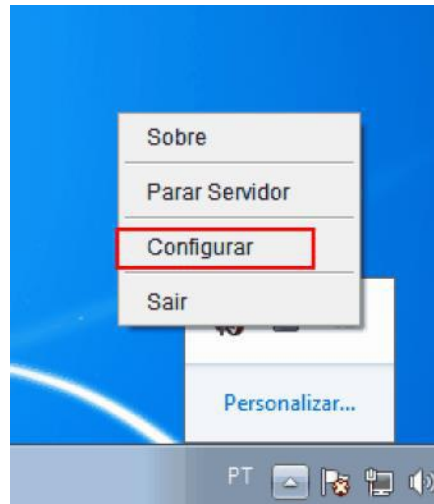 Sobre
Parar Servidor
Configurar
Sair
Personalizar...
PT